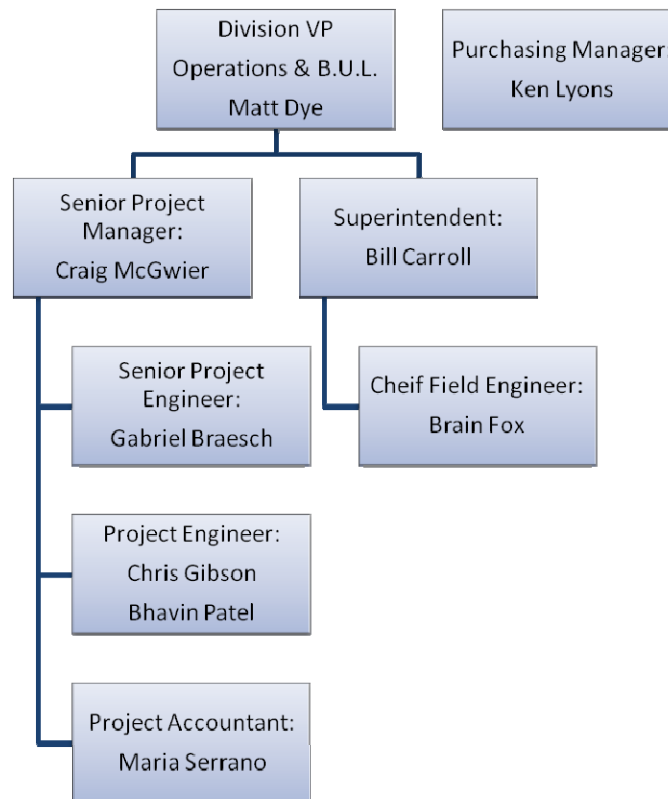 Division VP
Operations & B.U.L.
Matt Dye
Purchasing Manager:
Ken Lyons
Senior Project
Manager:
Craig McGwier
Superintendent:
Bill Carroll
Senior Project
Engineer:
Gabriel Braesch
Cheif Field Engineer:
Brain Fox
Project Engineer:
Chris Gibson
Bhavin Patel
Project Accountant:
Maria Serrano